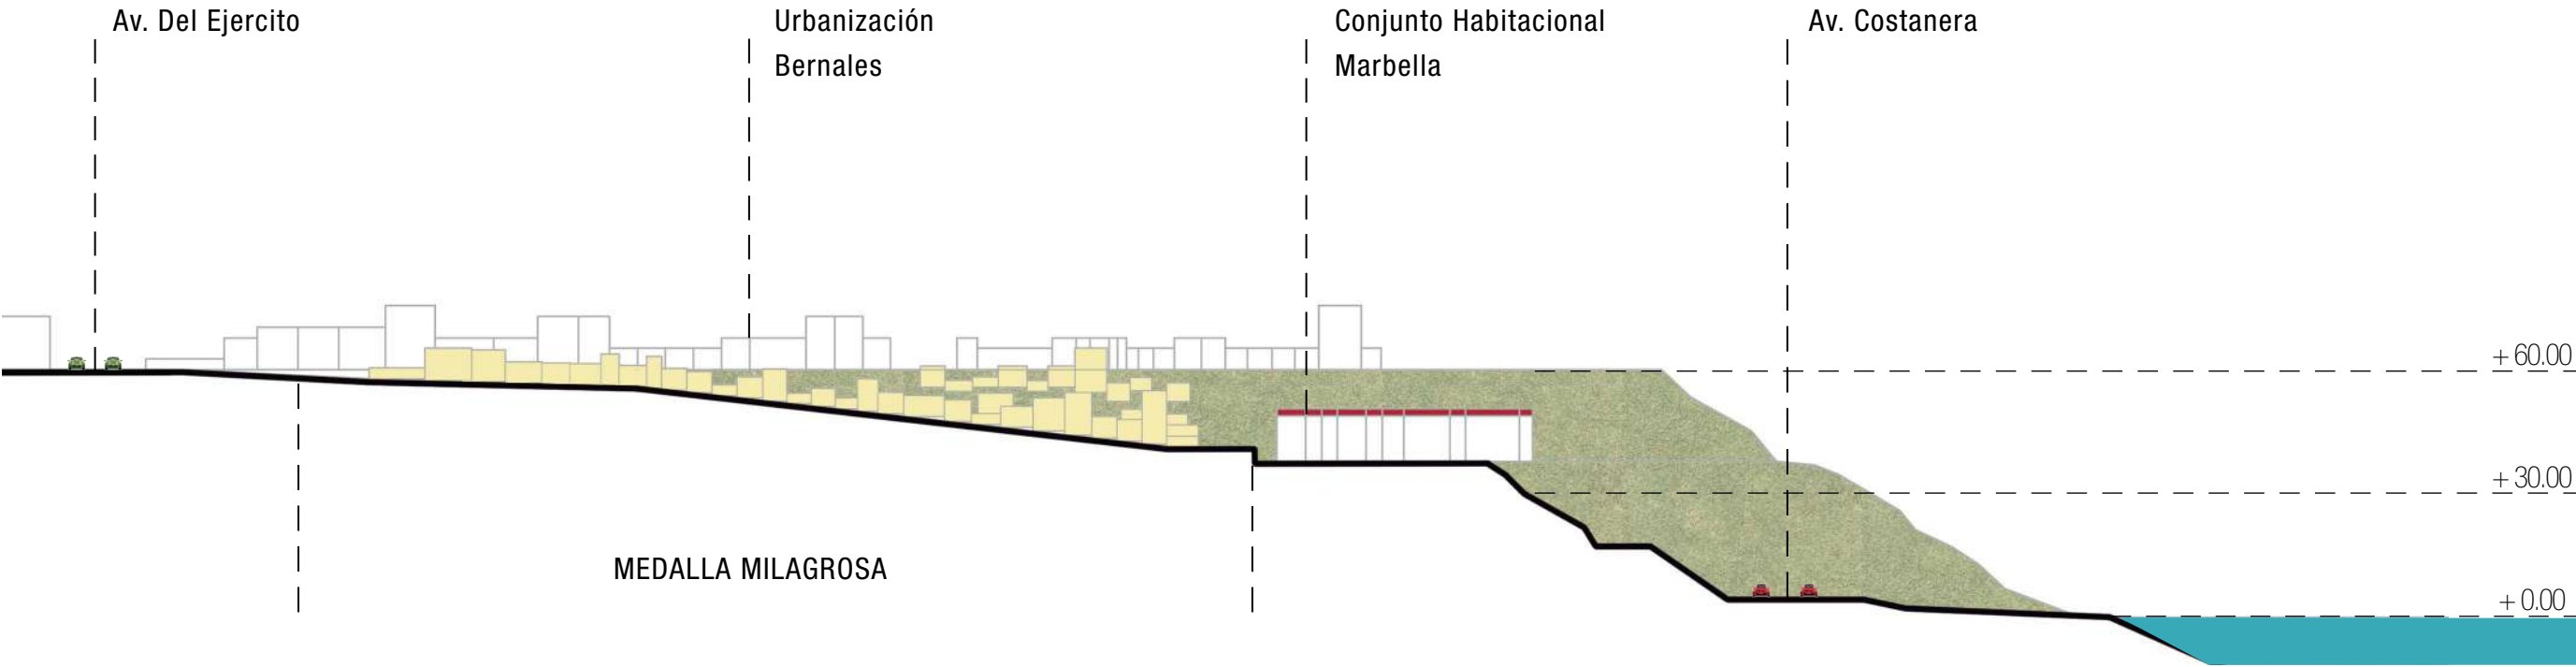 Av. Del Ejercito
Urbanización
Bernales
Conjunto Habitacional
Marbella
Av. Costanera
+60.00
+30.00
MEDALLA MILAGROSA
+0.00